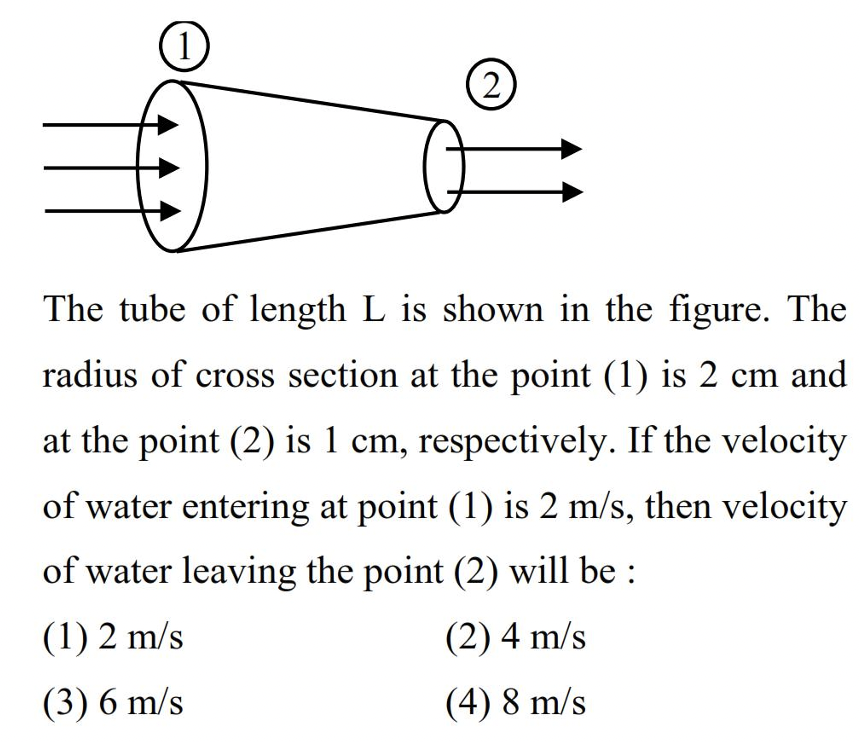 1
2
The tube of length L is shown in the figure. The
radius of cross section at the point (1) is 2 cm and
at the point (2) is 1 cm, respectively. If the velocity
of water entering at point (1) is 2 m/s, then velocity
of water leaving the point (2) will be :
(1) 2 m/s (2) 4 m/s
(3) 6 m/s (4) 8 m/s